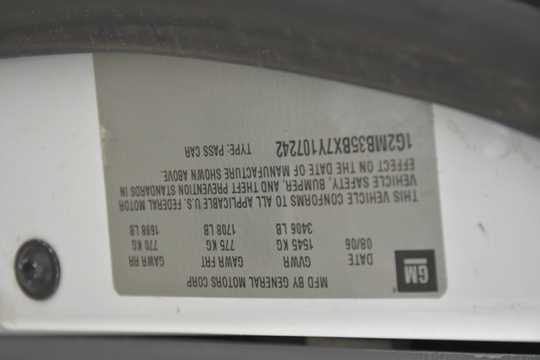 MFD BY GENERAL MOTORS CORP
GM
DATE GVWR GAWR FRT GAWR RR
08/06 1545 KG 775 KG 770 KG
3406 LB 1708 LB 1698 LB
THIS VEHICLE CONFORMS TO ALL APPLICABLE U.S. FEDERAL MOTOR
VEHICLE SAFETY, BUMPER, AND THEFT PREVENTION STANDARDS IN
EFFECT ON THE DATE OF MANUFACTURE SHOWN ABOVE.
1G2MB35BX7Y107242 TYPE: PASS CAR